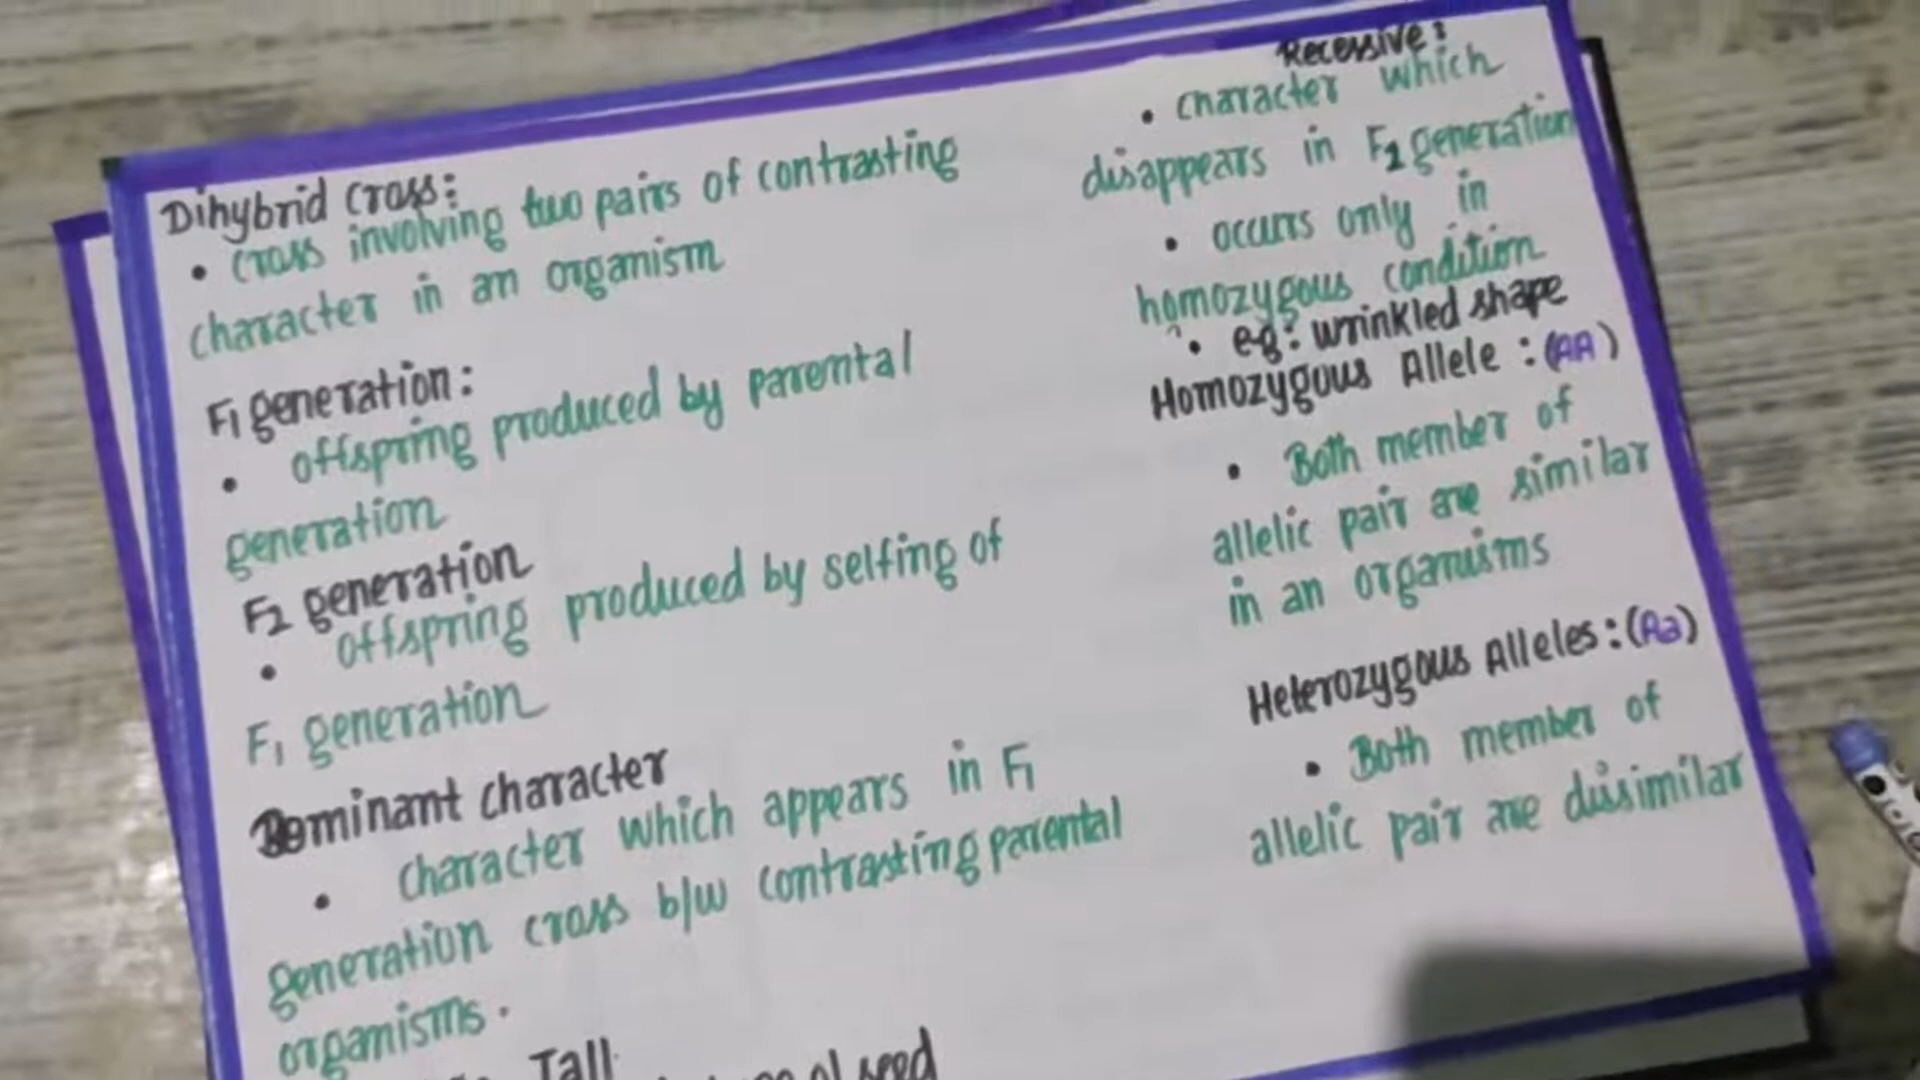 Dihybrid Cross:
• Cross involving two pairs of contrasting
character in an organism
F1 generation:
• offspring produced by parental
generation
F2 generation
• offspring produced by selfing of
F1 generation
Dominant character
• Character which appears in F1
generation cross b/w contrasting parental
organisms.
Tall
seed
Recessive:
• Character which
disappears in F1 generation
• occurs only in
homozygous condition
• eg: wrinkled shape
Homozygous Allele: (AA)
• Both member of
allelic pair are similar
in an organisms
Heterozygous Alleles: (Aa)
• Both member of
allelic pair are dissimilar